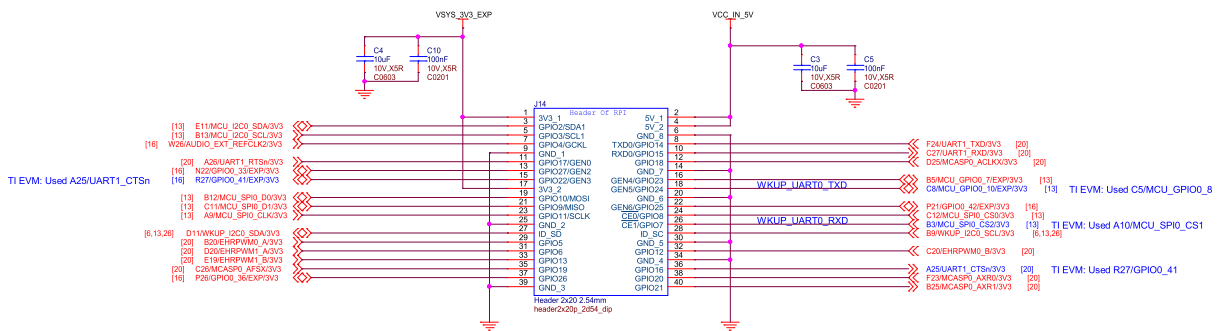 VSYS_3V3_EXP
VCC_IN_5V
C4
10uF
10V,X5R
C0603
C10
100nF
10V,X5R
C0201
C3
10uF
10V,X5R
C0603
C5
100nF
10V,X5R
C0201
J14
Header Of RPI
1 3V3_1 5V_1 2
[13] E11/MCU_I2C0_SDA/3V3 3 GPIO2/SDA1 5V_2 4
[13] B13/MCU_I2C0_SCL/3V3 5 GPIO3/SCL1 GND_8 6
[16] W26/AUDIO_EXT_REFCLK2/3V3 7 GPIO4/GCKL TXD0/GPIO14 8 F24/UART1_TXD/3V3 [20]
9 GND_1 RXD0/GPIO15 10 C27/UART1_RXD/3V3 [20]
[20] A26/UART1_RTSn/3V3 11 GPIO17/GEN0 GPIO18 12 D25/MCASP0_ACLKX/3V3 [20]
[16] N22/GPIO0_33/EXP/3V3 13 GPIO27/GEN2 GND_7 14
TI EVM: Used A25/UART1_CTSn [16] R27/GPIO0_41/EXP/3V3 15 GPIO22/GEN3 GEN4/GPIO23 16 B5/MCU_GPIO0_7/EXP/3V3 [13]
17 3V3_2 GEN5/GPIO24 18 WKUP_UART0_TXD C8/MCU_GPIO0_10/EXP/3V3 [13] TI EVM: Used C5/MCU_GPIO0_8
[13] B12/MCU_SPI0_D0/3V3 19 GPIO10/MOSI GND_6 20
[13] C11/MCU_SPI0_D1/3V3 21 GPIO9/MISO GEN6/GPIO25 22 P21/GPIO0_42/EXP/3V3 [16]
[13] A9/MCU_SPI0_CLK/3V3 23 GPIO11/SCLK CE0/GPIO8 24 C12/MCU_SPI0_CS0/3V3 [13]
25 GND_2 CE1/GPIO7 26 WKUP_UART0_RXD B3/MCU_SPI0_CS2/3V3 [13] TI EVM: Used A10/MCU_SPI0_CS1
[6,13,26] D11/WKUP_I2C0_SDA/3V3 27 ID_SD ID_SC 28 B9/WKUP_I2C0_SCL/3V3 [6,13,26]
[20] B20/EHRPWM0_A/3V3 29 GPIO5 GND_5 30
[20] D20/EHRPWM1_A/3V3 31 GPIO6 GPIO12 32 C20/EHRPWM0_B/3V3 [20]
[20] E19/EHRPWM1_B/3V3 33 GPIO13 GND_4 34
[20] C26/MCASP0_AFSX/3V3 35 GPIO19 GPIO16 36 A25/UART1_CTSn/3V3 [20] TI EVM: Used R27/GPIO0_41
[16] P26/GPIO0_36/EXP/3V3 37 GPIO26 GPIO20 38 F23/MCASP0_AXR0/3V3 [20]
39 GND_3 GPIO21 40 B25/MCASP0_AXR1/3V3 [20]
Header 2x20 2.54mm
header2x20p_2d54_dip